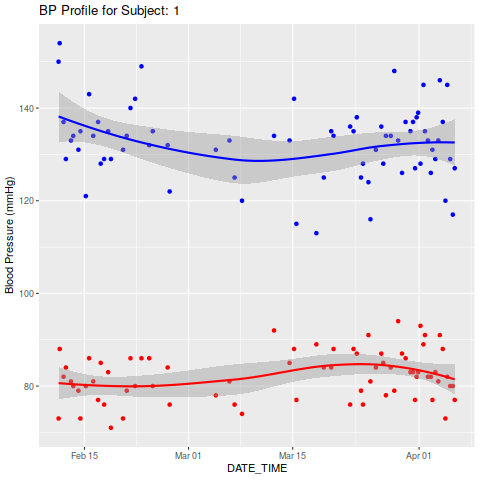 BP Profile for Subject: 1
Blood Pressure (mmHg)
140
120
100
80
Feb 15
Mar 01
Mar 15
Apr 01
DATE_TIME